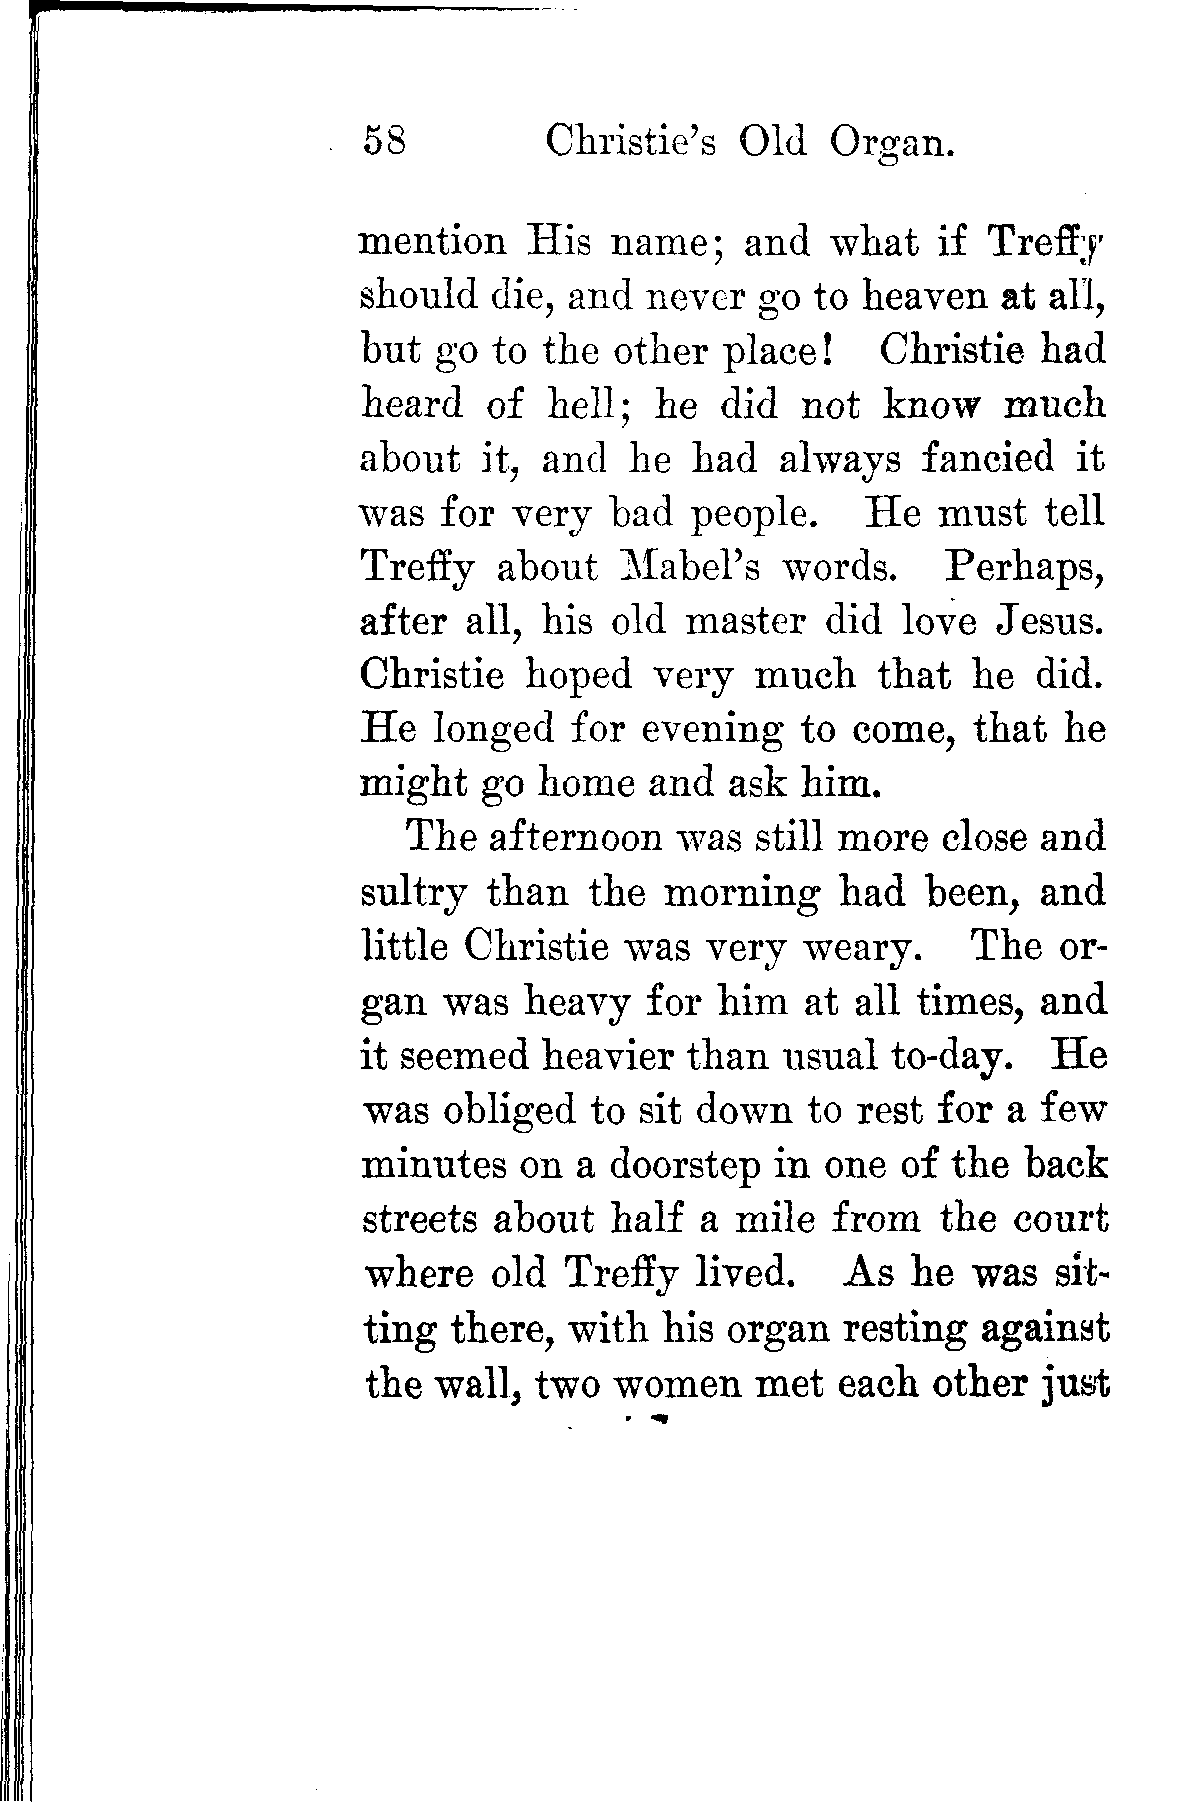 58 Christie's Old Organ.
mention His name; and what if Treffy
should die, and never go to heaven at all,
but go to the other place! Christie had
heard of hell; he did not know much
about it, and he had always fancied it
was for very bad people. He must tell
Treffy about Mabel's words. Perhaps,
after all, his old master did love Jesus.
Christie hoped very much that he did.
He longed for evening to come, that he
might go home and ask him.
The afternoon was still more close and
sultry than the morning had been, and
little Christie was very weary. The or-
gan was heavy for him at all times, and
it seemed heavier than usual to-day. He
was obliged to sit down to rest for a few
minutes on a doorstep in one of the back
streets about half a mile from the court
where old Treffy lived. As he was sit-
ting there, with his organ resting against
the wall, two women met each other just